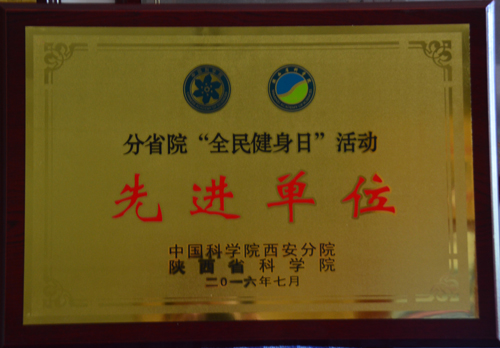 分省院“全民健身日”活动
先进单位
中国科学院西安分院
陕西省科学院
二〇一六年七月